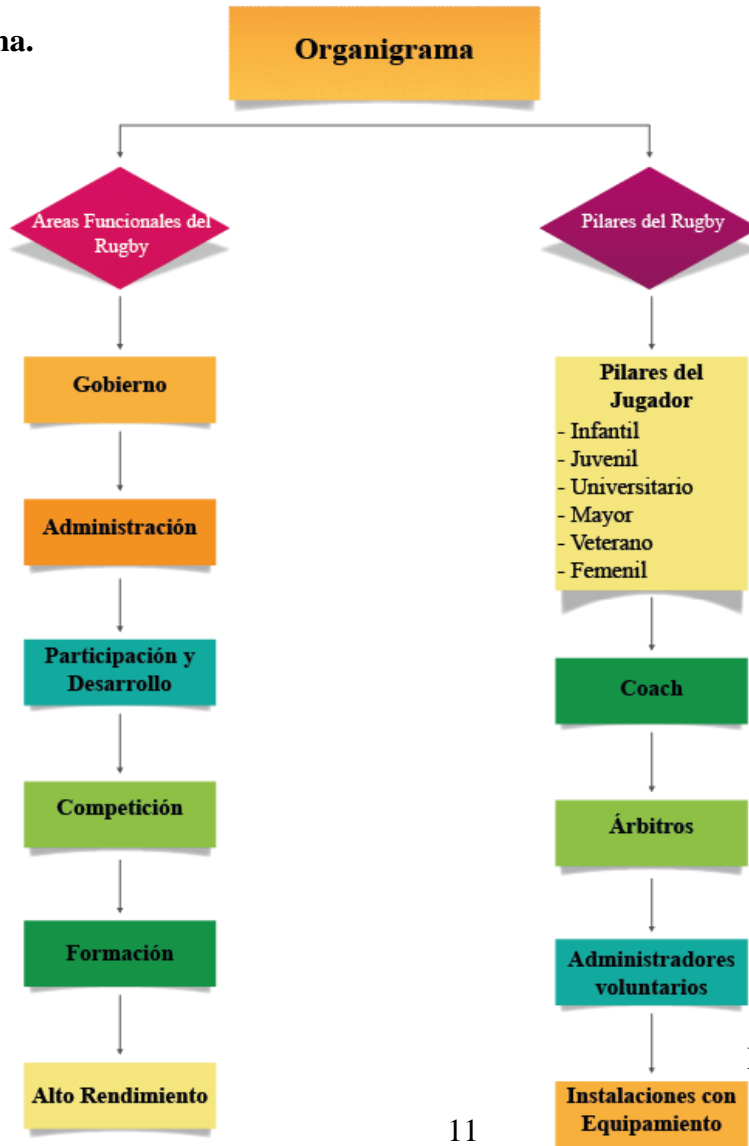 na.
Organigrama
Areas Funcionales del
Rugby
Gobierno
Administración
Participación y
Desarrollo
Competición
Formación
Alto Rendimiento
Pilares del Rugby
Pilares del
Jugador
- Infantil
- Juvenil
- Universitario
- Mayor
- Veterano
- Femenil
Coach
Árbitros
Administradores
voluntarios
Instalaciones con
Equipamiento
11